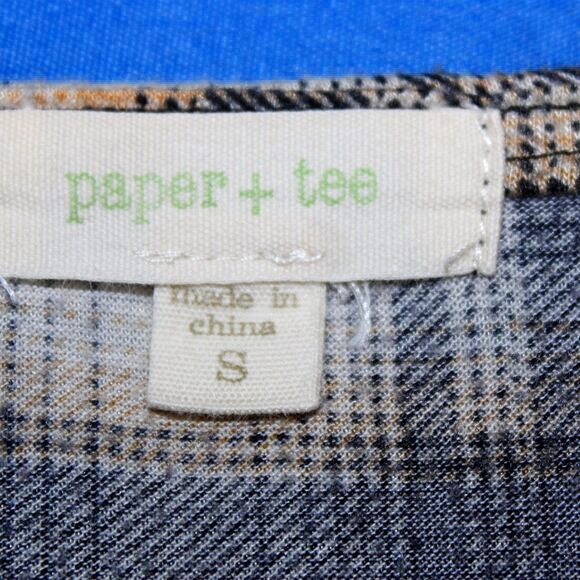 paper + tee
made in
china
S